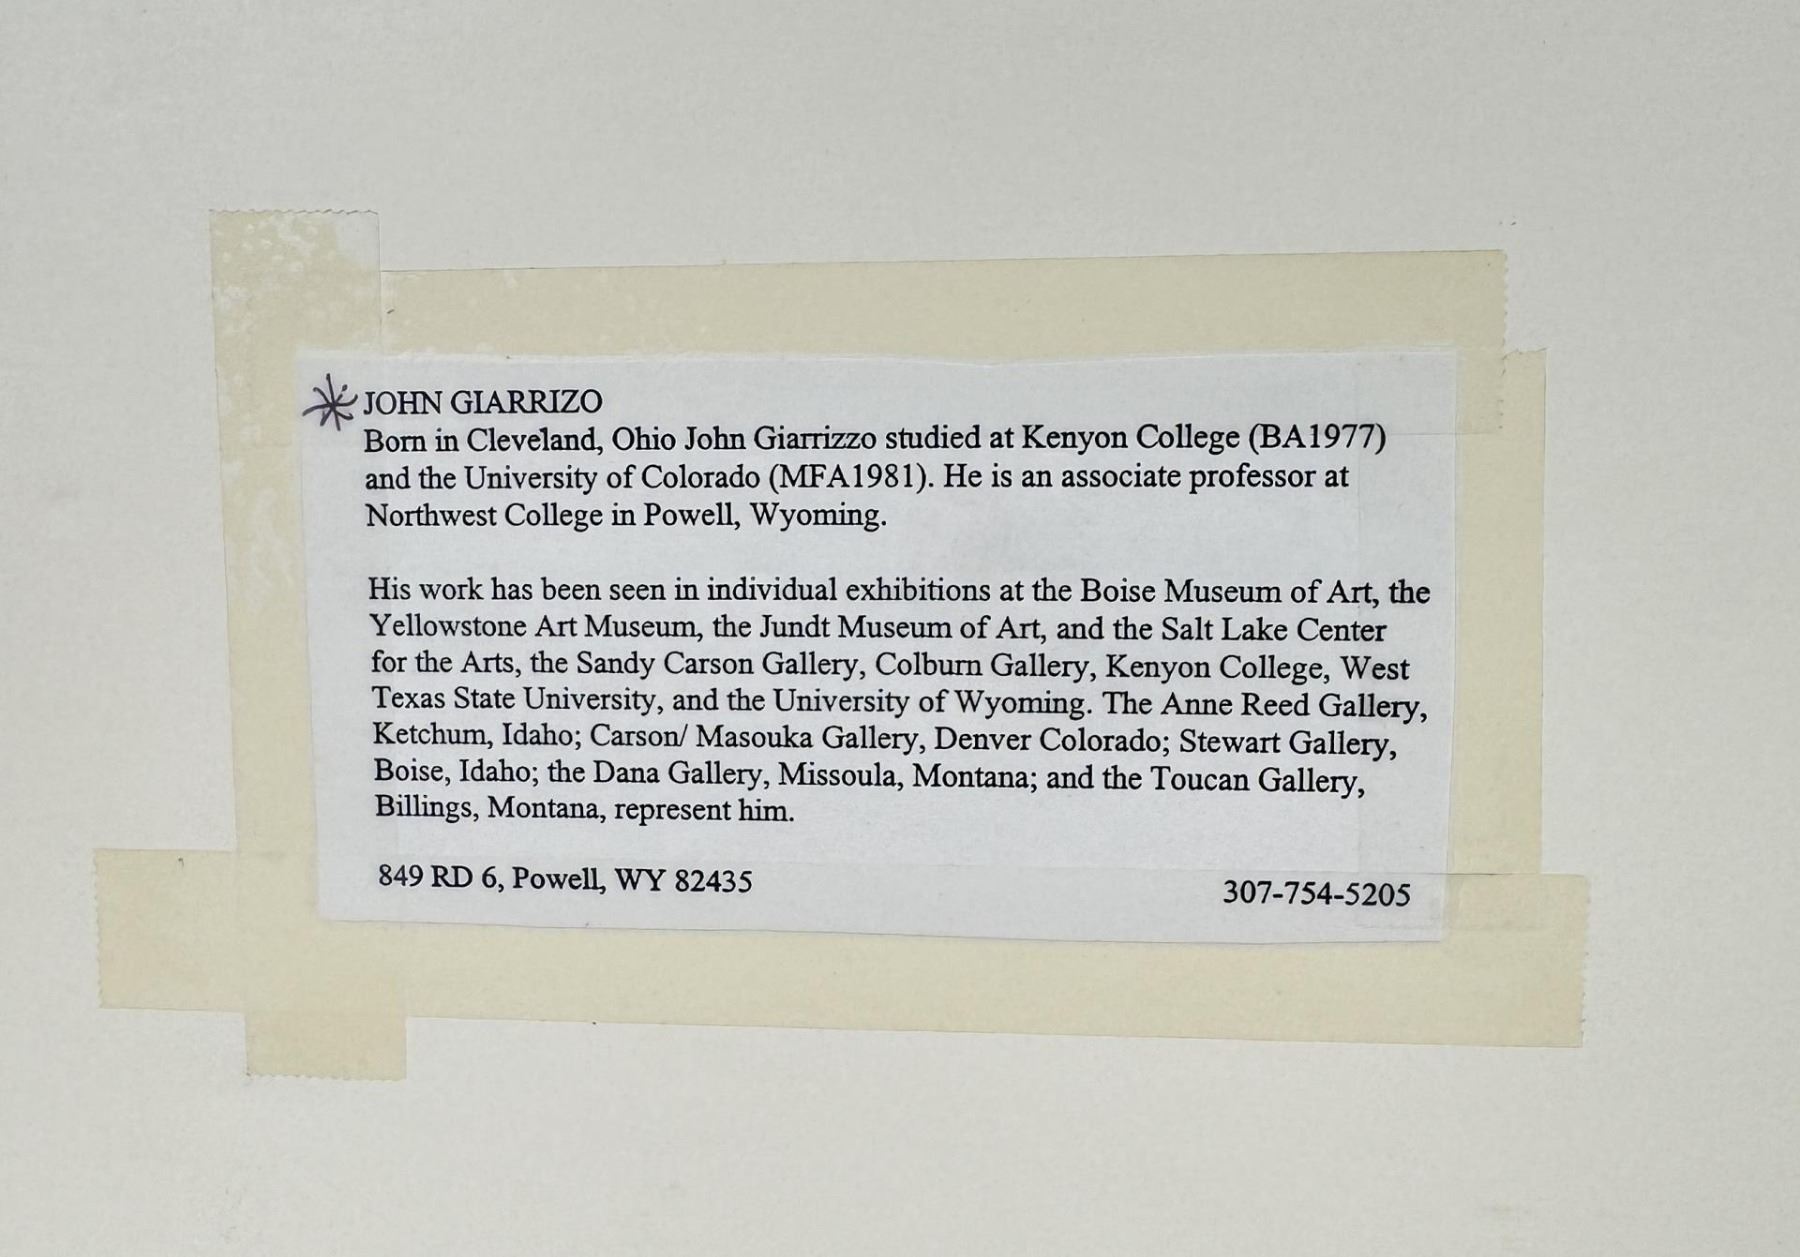 JOHN GIARRIZO
Born in Cleveland, Ohio John Giarrizzo studied at Kenyon College (BA1977)
and the University of Colorado (MFA1981). He is an associate professor at
Northwest College in Powell, Wyoming.
His work has been seen in individual exhibitions at the Boise Museum of Art, the
Yellowstone Art Museum, the Jundt Museum of Art, and the Salt Lake Center
for the Arts, the Sandy Carson Gallery, Colburn Gallery, Kenyon College, West
Texas State University, and the University of Wyoming. The Anne Reed Gallery,
Ketchum, Idaho; Carson/ Masouka Gallery, Denver Colorado; Stewart Gallery,
Boise, Idaho; the Dana Gallery, Missoula, Montana; and the Toucan Gallery,
Billings, Montana, represent him.
849 RD 6, Powell, WY 82435 307-754-5205